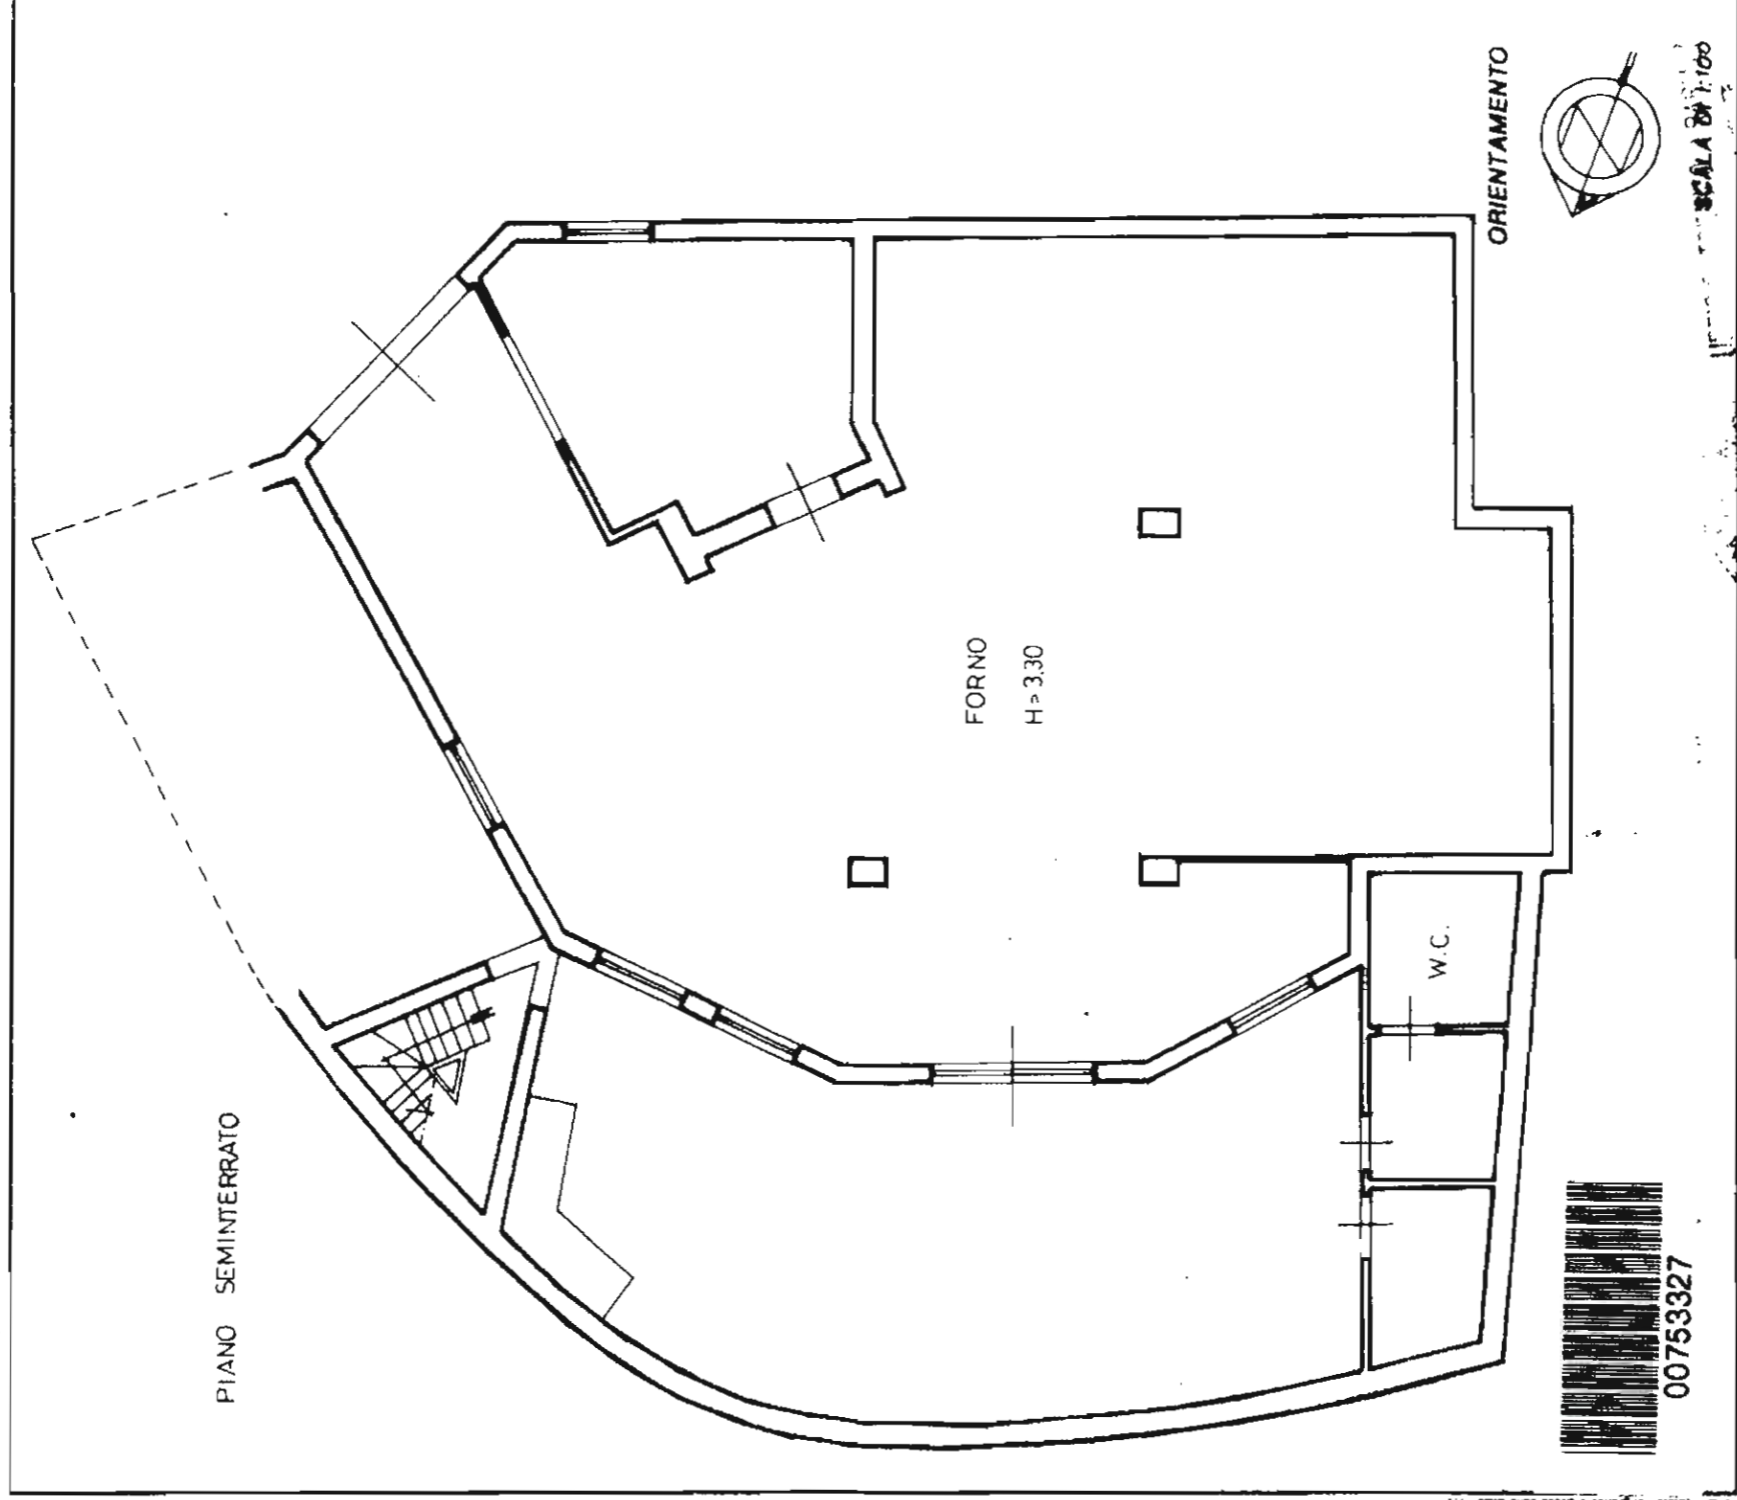 PIANO SEMINTERRATO
FORNO
H=3.30
W.C.
ORIENTAMENTO
SCALA DI 1:100
00753327